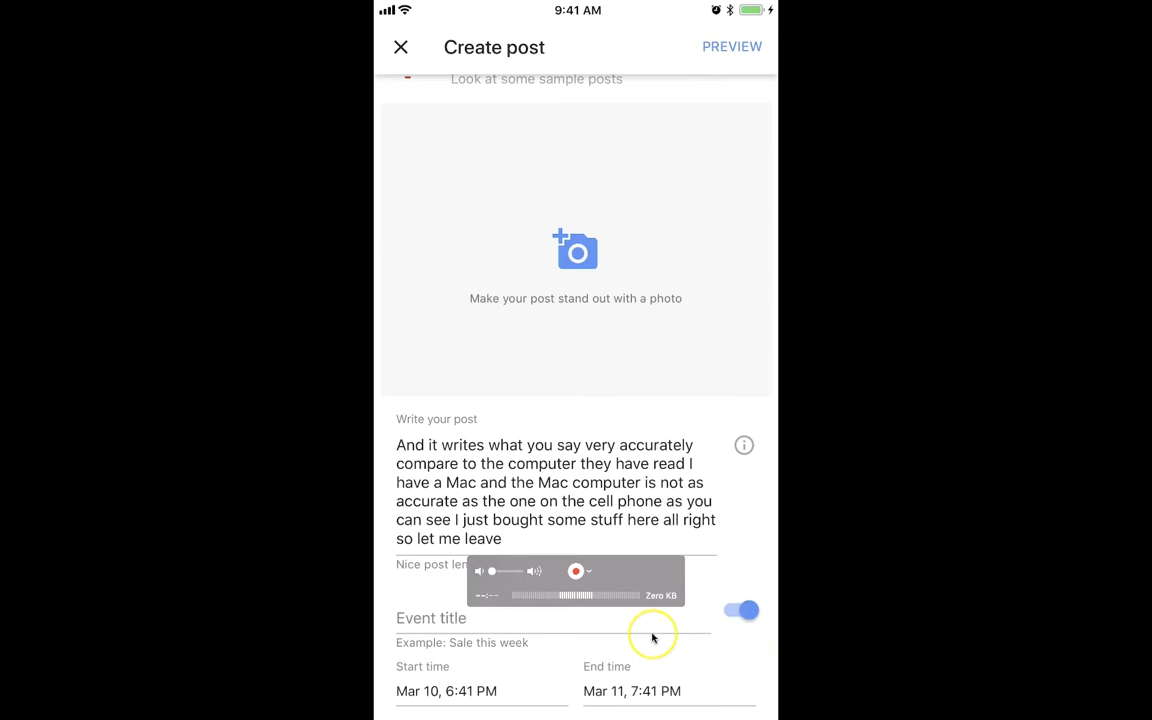 9:41 AM
Create post
PREVIEW
Look at some sample posts
Make your post stand out with a photo
Write your post
And it writes what you say very accurately
compare to the computer they have read I
have a Mac and the Mac computer is not as
accurate as the one on the cell phone as you
can see I just bought some stuff here all right
so let me leave
Nice post len
--:--
Zero KB
Event title
Example: Sale this week
Start time
End time
Mar 10, 6:41 PM
Mar 11, 7:41 PM